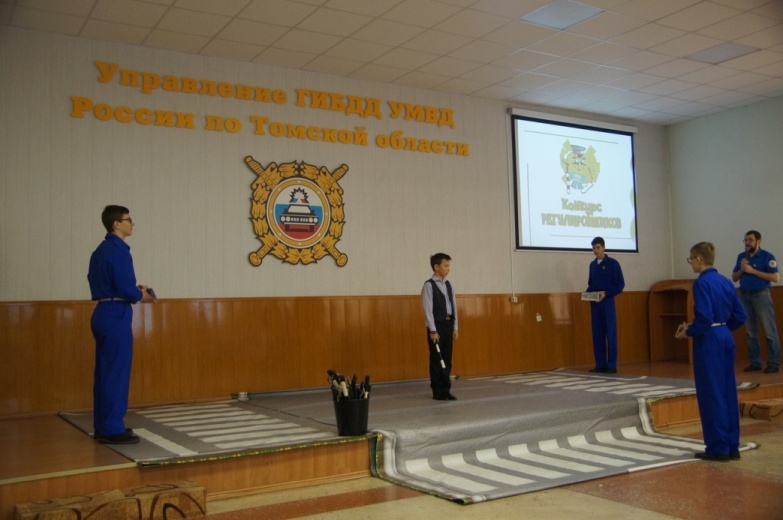 Управление ГИБДД УМВД
России по Томской области
Конкурс
РЕГУЛИРОВЩИКОВ